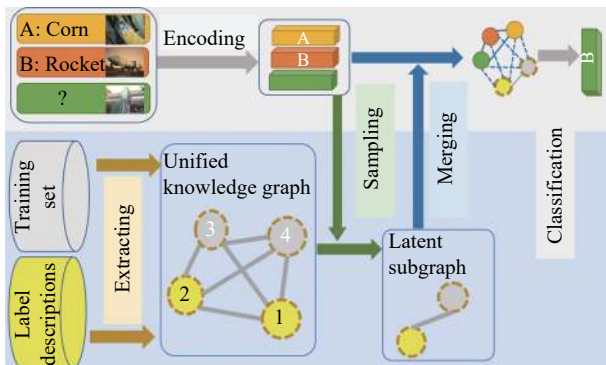 A: Corn
B: Rocket
?
Encoding
A
B
B
Sampling
Merging
Classification
Training
set
Label
descriptions
Extracting
Unified
knowledge graph
3
4
2
1
Latent
subgraph